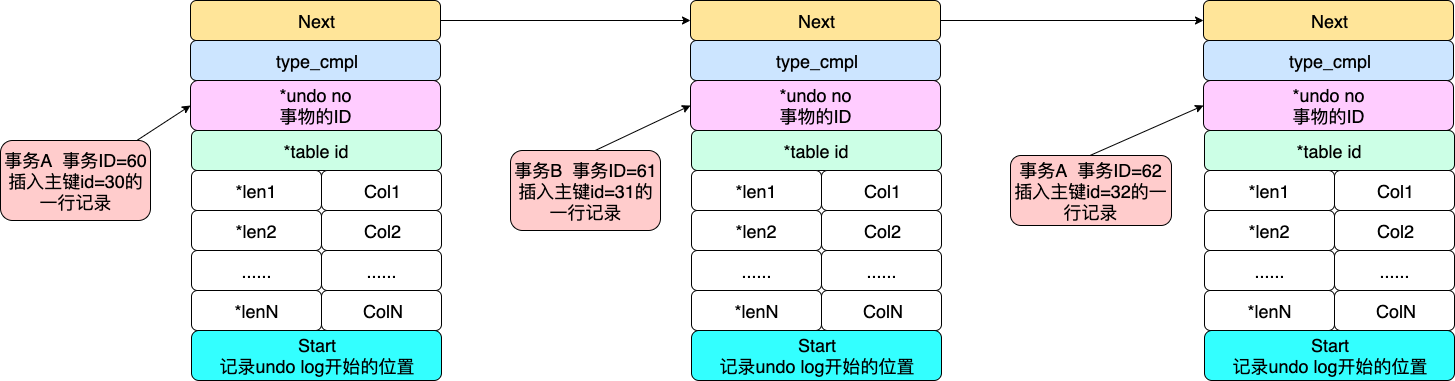 Next
type_cmpl
*undo no
事物的ID
*table id
*len1
Col1
*len2
Col2
......
......
*lenN
ColN
Start
记录undo log开始的位置
事务A 事务ID=60
插入主键id=30的
一行记录
Next
type_cmpl
*undo no
事物的ID
*table id
*len1
Col1
*len2
Col2
......
......
*lenN
ColN
Start
记录undo log开始的位置
事务B 事务ID=61
插入主键id=31的
一行记录
Next
type_cmpl
*undo no
事物的ID
*table id
*len1
Col1
*len2
Col2
......
......
*lenN
ColN
Start
记录undo log开始的位置
事务A 事务ID=62
插入主键id=32的一
行记录